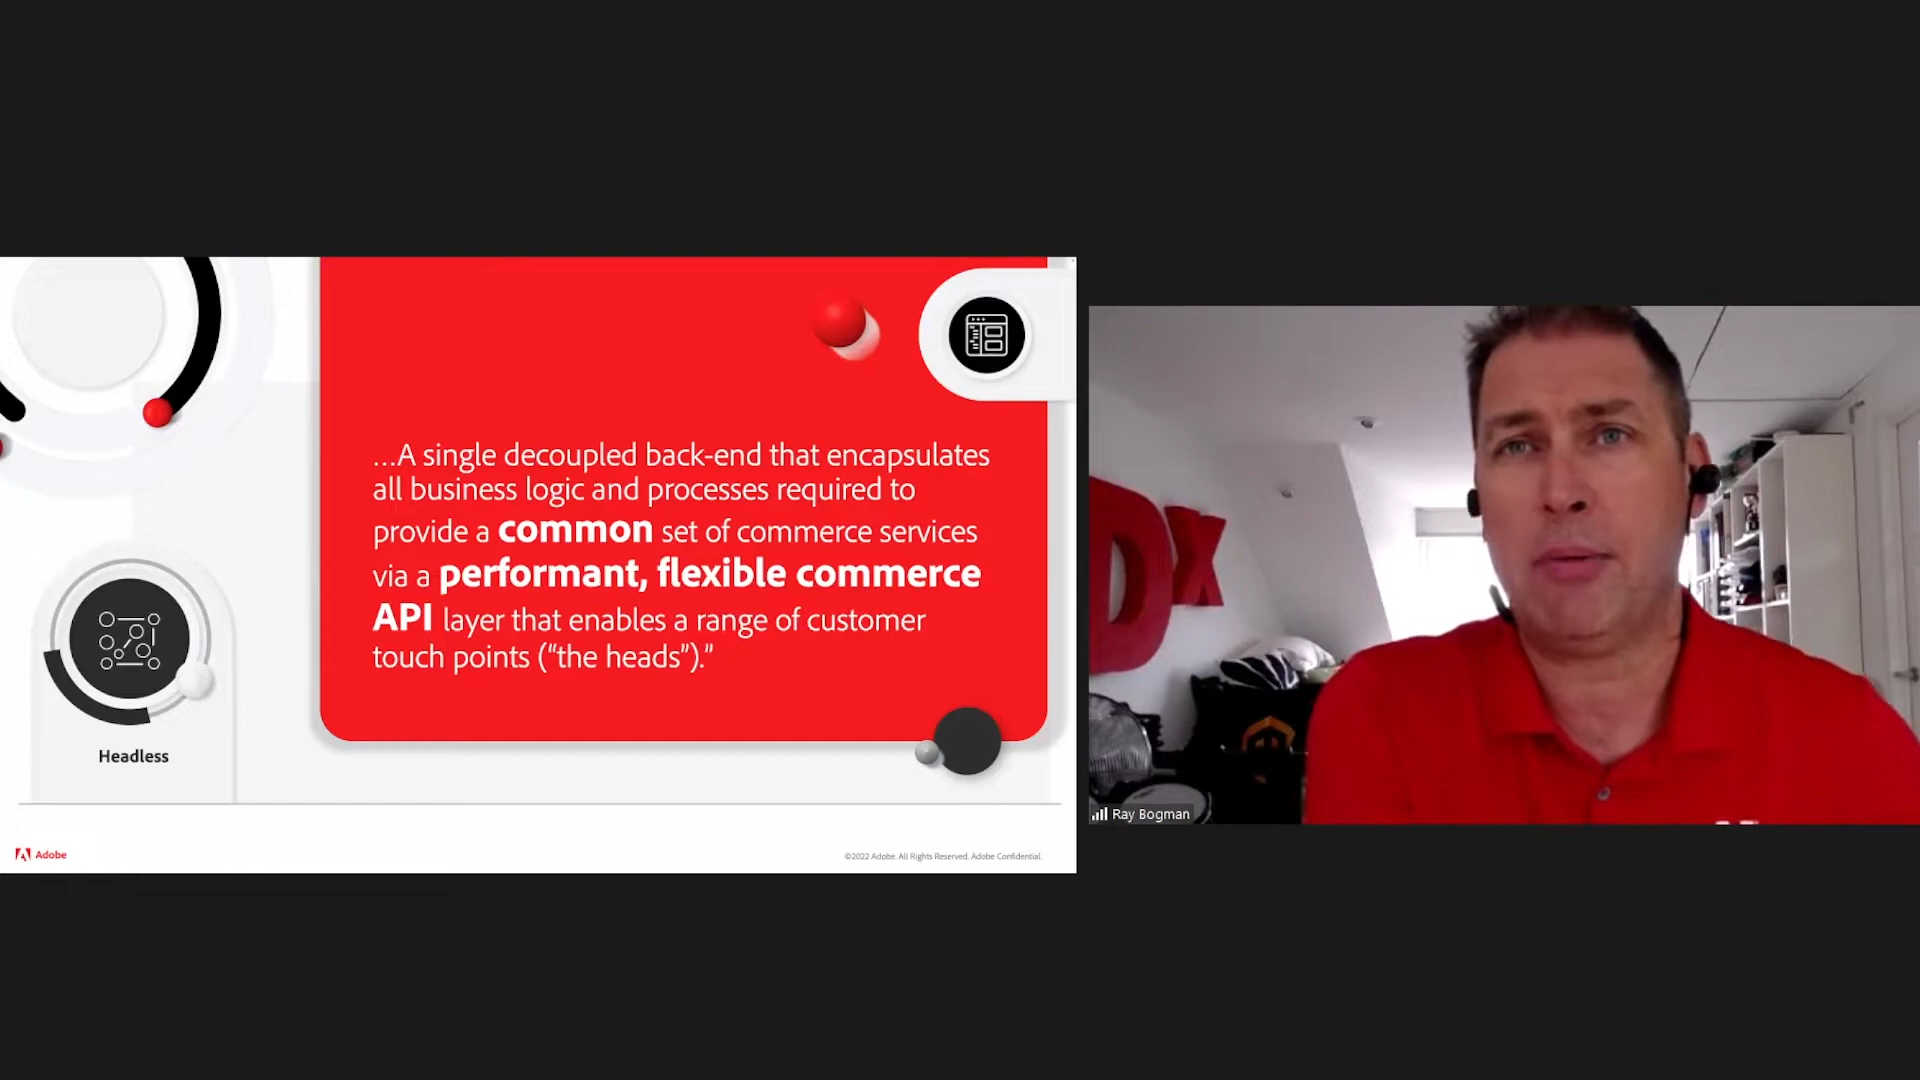 …A single decoupled back-end that encapsulates
all business logic and processes required to
provide a common set of commerce services
via a performant, flexible commerce
API layer that enables a range of customer
touch points (“the heads”).”
Headless
Adobe
©2022 Adobe. All Rights Reserved. Adobe Confidential.
DX
Ray Bogman